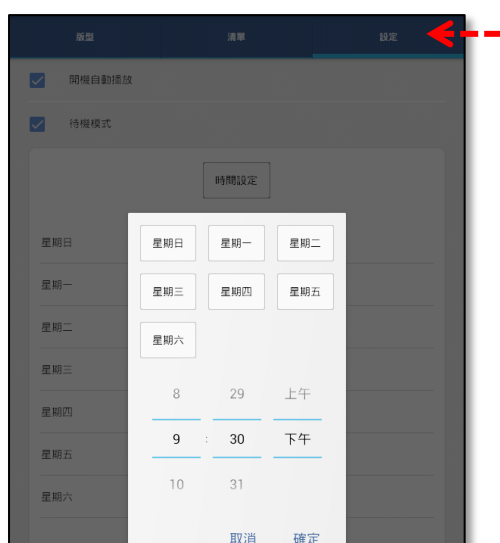 版型 清單 設定
開機自動播放
待機模式
時間設定
星期日
星期一
星期二
星期三
星期四
星期五
星期六
星期日 星期一 星期二
星期三 星期四 星期五
星期六
8 29 上午
9 : 30 下午
10 31
取消 確定